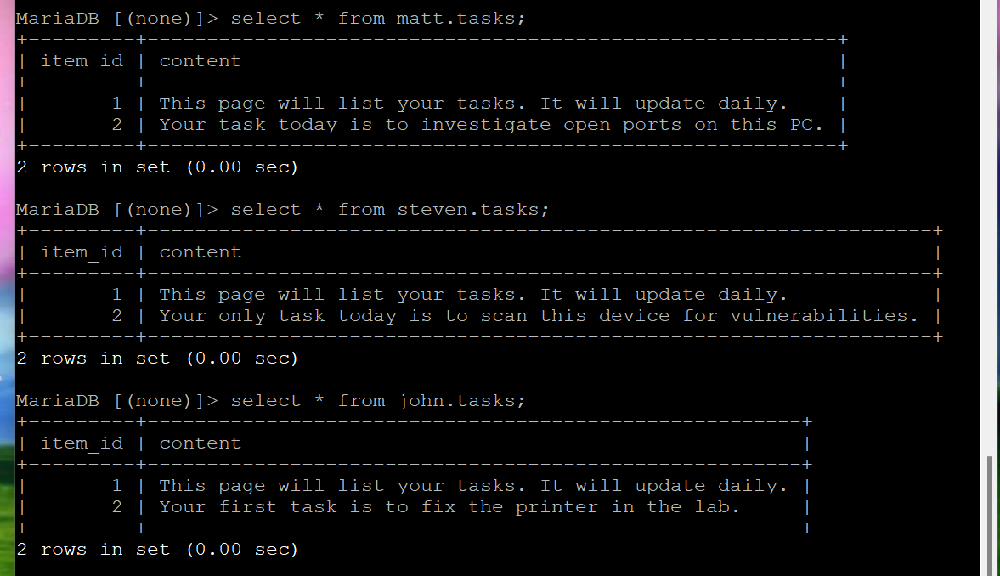 MariaDB [(none)]> select * from matt.tasks;
+---------+----------------------------------------------------------+
| item_id | content                                                  |
+---------+----------------------------------------------------------+
|       1 | This page will list your tasks. It will update daily.    |
|       2 | Your task today is to investigate open ports on this PC. |
+---------+----------------------------------------------------------+
2 rows in set (0.00 sec)
MariaDB [(none)]> select * from steven.tasks;
+---------+------------------------------------------------------------------+
| item_id | content                                                          |
+---------+------------------------------------------------------------------+
|       1 | This page will list your tasks. It will update daily.            |
|       2 | Your only task today is to scan this device for vulnerabilities. |
+---------+------------------------------------------------------------------+
2 rows in set (0.00 sec)
MariaDB [(none)]> select * from john.tasks;
+---------+-------------------------------------------------------+
| item_id | content                                               |
+---------+-------------------------------------------------------+
|       1 | This page will list your tasks. It will update daily. |
|       2 | Your first task is to fix the printer in the lab.     |
+---------+-------------------------------------------------------+
2 rows in set (0.00 sec)